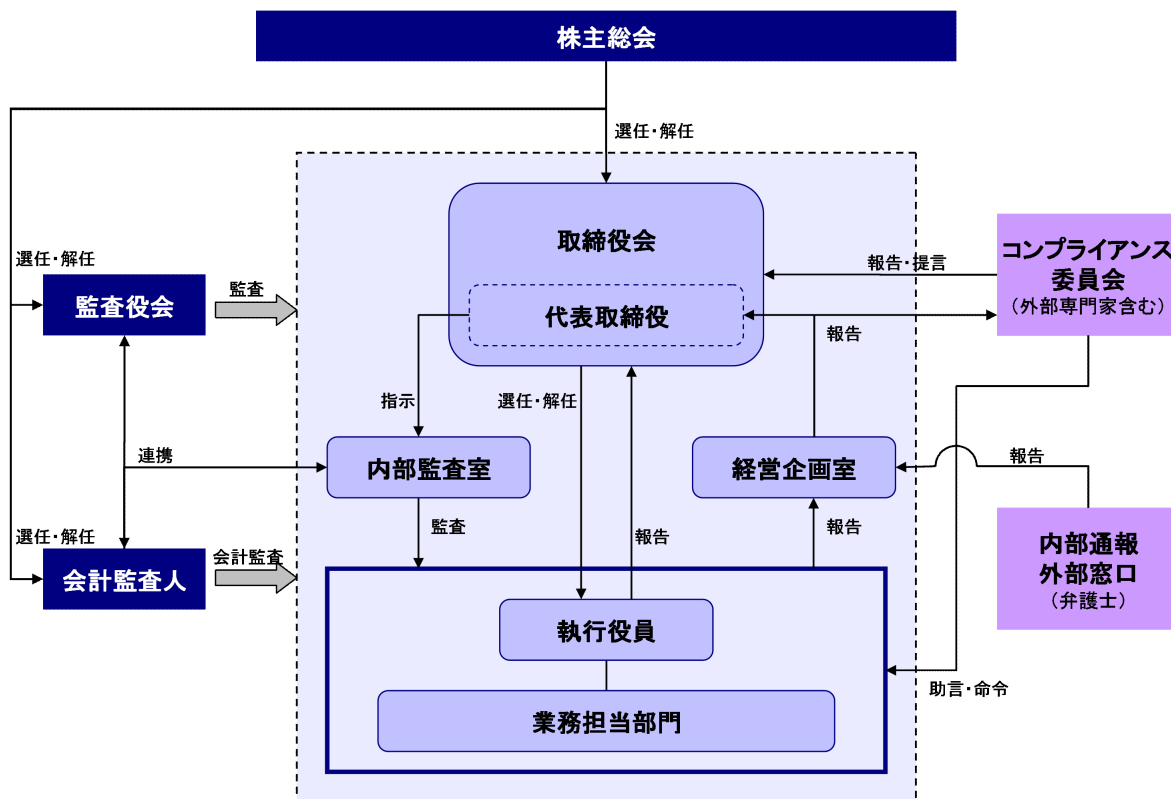 株主総会
選任・解任
取締役会
コンプライアンス
委員会
（外部専門家含む）
報告・提言
選任・解任
監査役会
監査
代表取締役
報告
指示
選任・解任
連携
内部監査室
経営企画室
報告
監査
報告
報告
選任・解任
会計監査人
会計監査
内部通報
外部窓口
（弁護士）
執行役員
助言・命令
業務担当部門